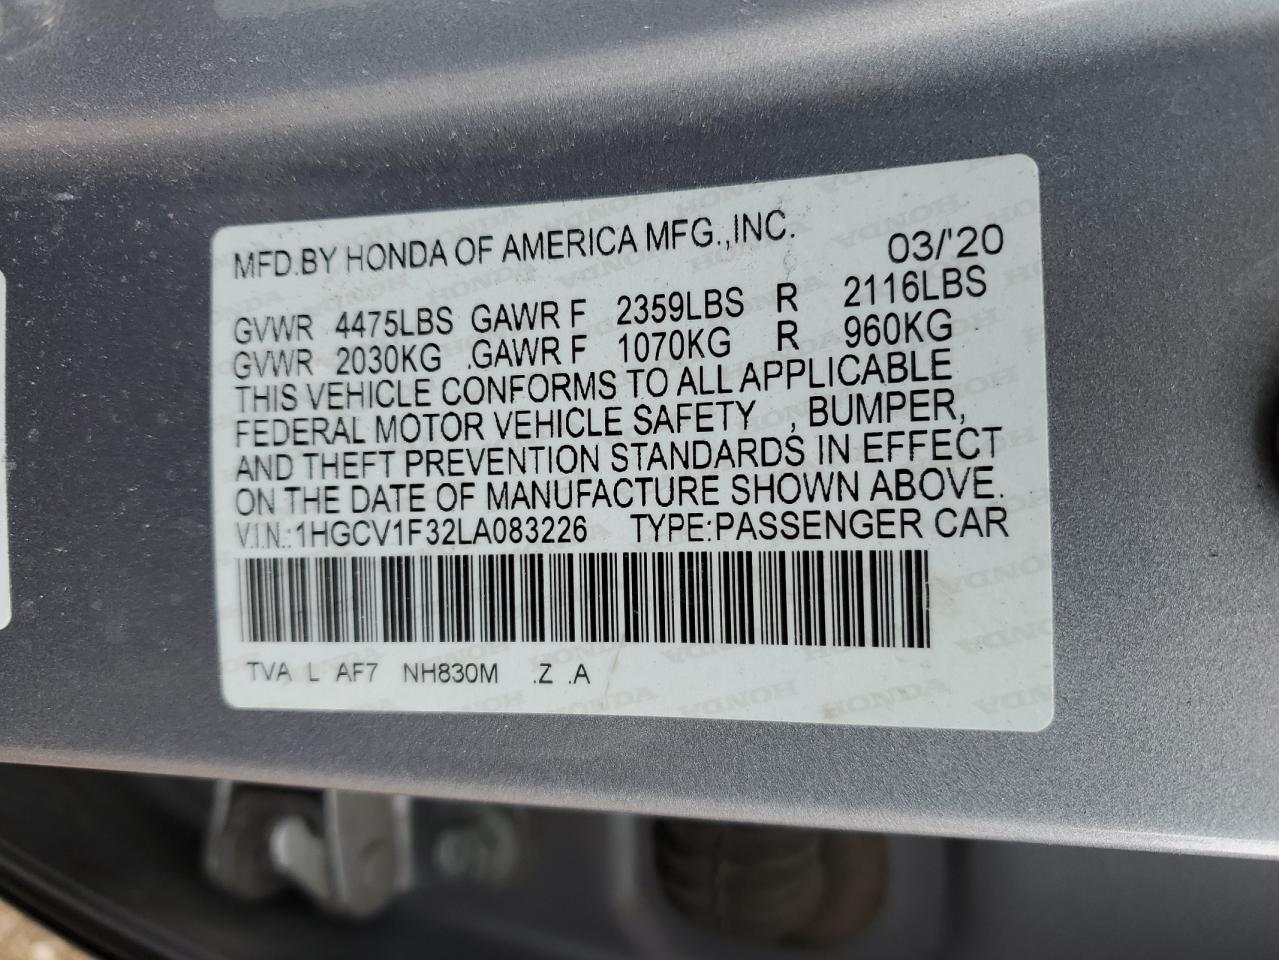 MFD.BY HONDA OF AMERICA MFG.,INC. 03/'20
GVWR 4475LBS GAWR F 2359LBS R 2116LBS
GVWR 2030KG .GAWR F 1070KG R 960KG
THIS VEHICLE CONFORMS TO ALL APPLICABLE
FEDERAL MOTOR VEHICLE SAFETY , BUMPER,
AND THEFT PREVENTION STANDARDS IN EFFECT
ON THE DATE OF MANUFACTURE SHOWN ABOVE.
V.I.N.:1HGCV1F32LA083226 TYPE:PASSENGER CAR
TVA L AF7 NH830M .Z .A